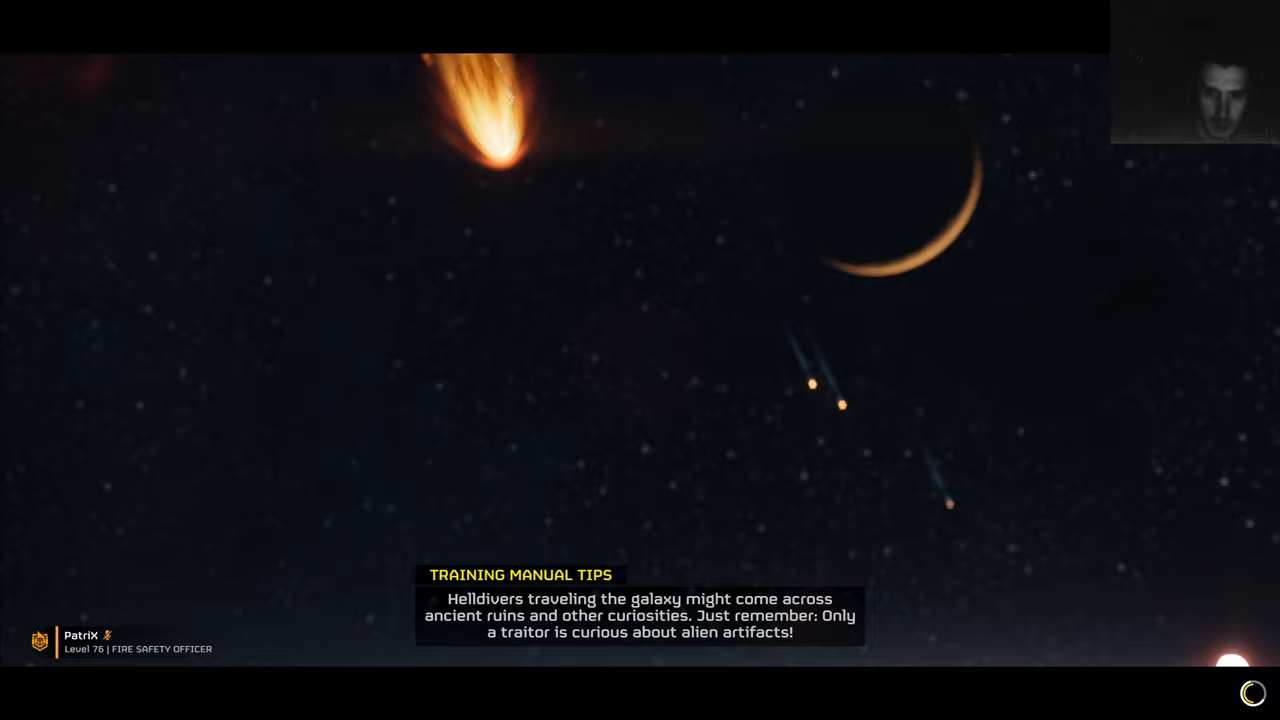 TRAINING MANUAL TIPS
Helldivers traveling the galaxy might come across
ancient ruins and other curiosities. Just remember: Only
a traitor is curious about alien artifacts!
PatriX
Level 76 | FIRE SAFETY OFFICER